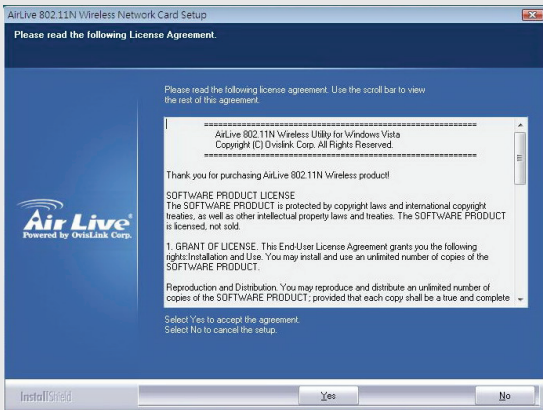 AirLive 802.11N Wireless Network Card Setup
Please read the following License Agreement.
Please read the following license agreement. Use the scroll bar to view
the rest of this agreement.
============================================================
AirLive 802.11N Wireless Utility for Windows Vista
Copyright (C) Ovislink Corp. All Rights Reserved.
============================================================
Thank you for purchasing AirLive 802.11N Wireless product!
SOFTWARE PRODUCT LICENSE
The SOFTWARE PRODUCT is protected by copyright laws and international copyright
treaties, as well as other intellectual property laws and treaties. The SOFTWARE PRODUCT
is licensed, not sold.
1. GRANT OF LICENSE. This End-User License Agreement grants you the following
rights:Installation and Use. You may install and use an unlimited number of copies of the
SOFTWARE PRODUCT.
Reproduction and Distribution. You may reproduce and distribute an unlimited number of
copies of the SOFTWARE PRODUCT; provided that each copy shall be a true and complete
Air Live®
Powered by OvisLink Corp.
Select Yes to accept the agreement.
Select No to cancel the setup.
InstallShield
Yes
No